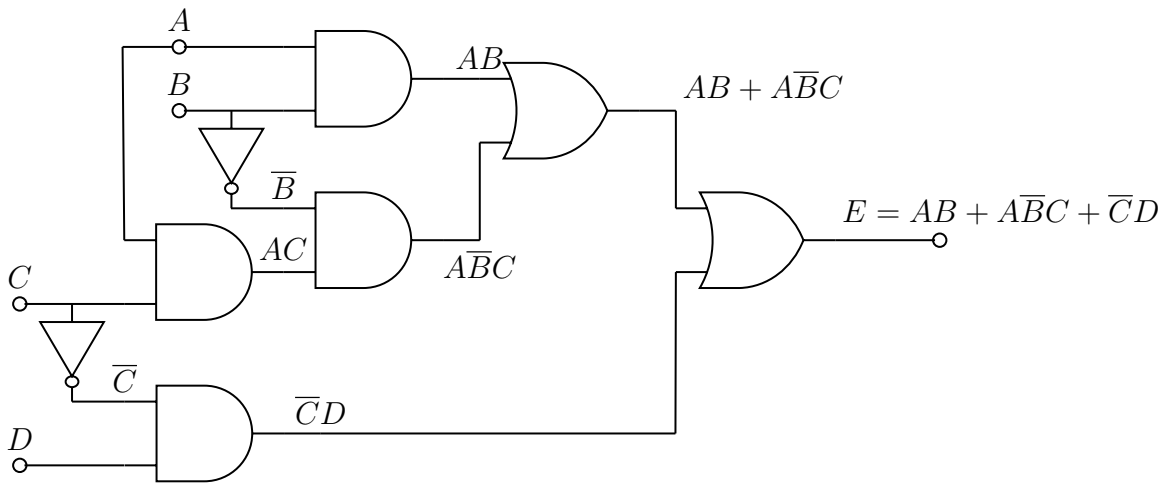 A
AB
B
AB + AB̅C
B̅
E = AB + AB̅C + C̅D
AC
AB̅C
C
C̅
C̅D
D